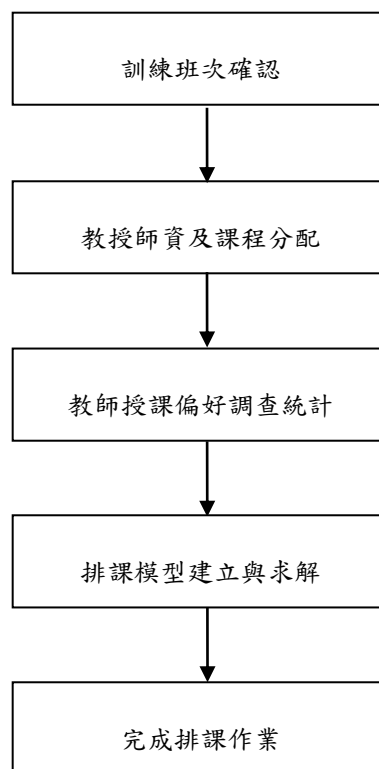 訓練班次確認
教授師資及課程分配
教師授課偏好調查統計
排課模型建立與求解
完成排課作業